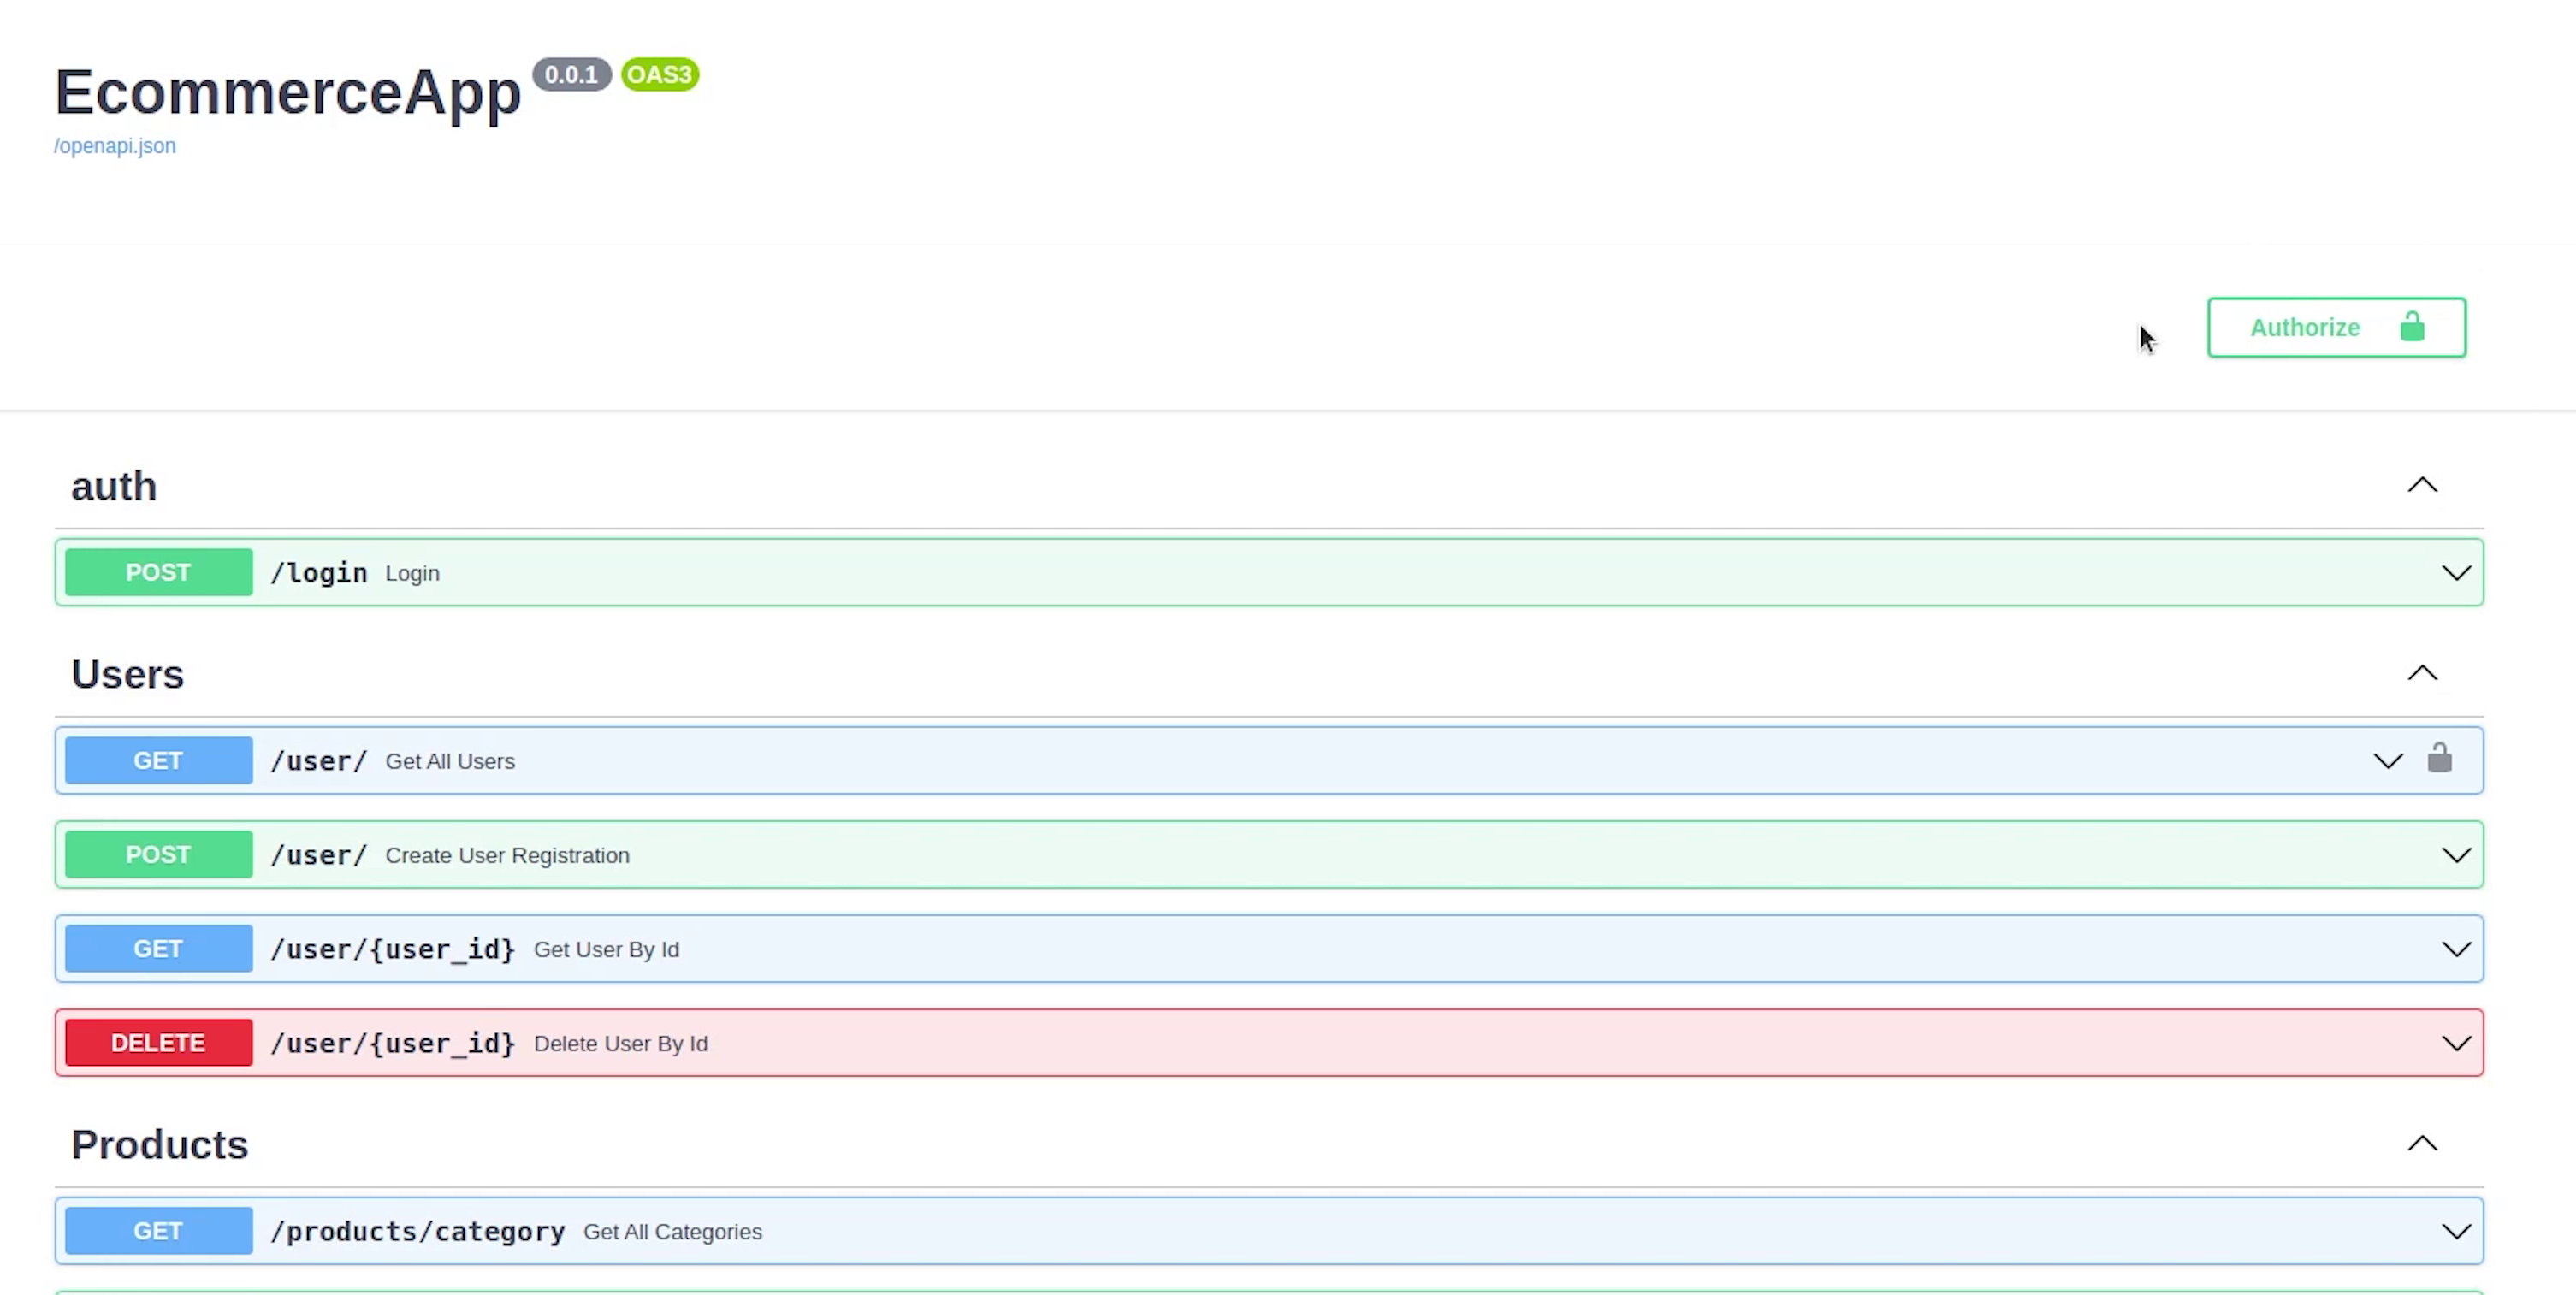 EcommerceApp 0.0.1 OAS3
/openapi.json
Authorize
auth
POST /login Login
Users
GET /user/ Get All Users
POST /user/ Create User Registration
GET /user/{user_id} Get User By Id
DELETE /user/{user_id} Delete User By Id
Products
GET /products/category Get All Categories